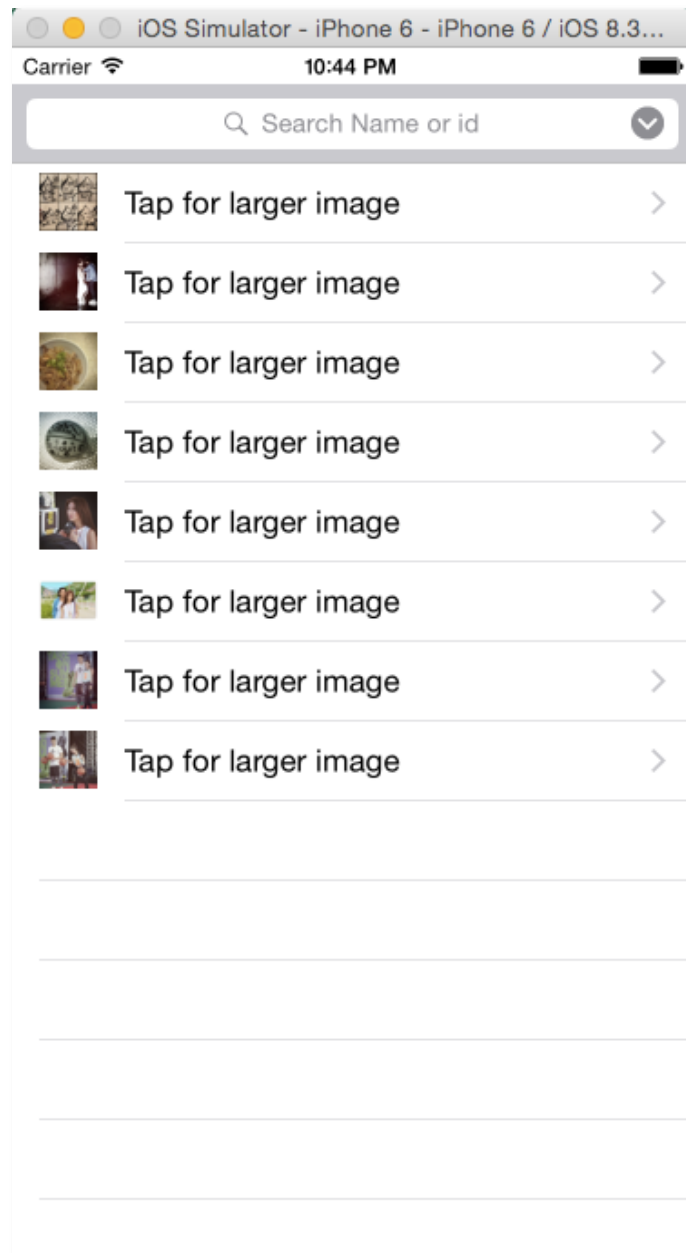 iOS Simulator - iPhone 6 - iPhone 6 / iOS 8.3...
Carrier 10:44 PM
Search Name or id
Tap for larger image
Tap for larger image
Tap for larger image
Tap for larger image
Tap for larger image
Tap for larger image
Tap for larger image
Tap for larger image